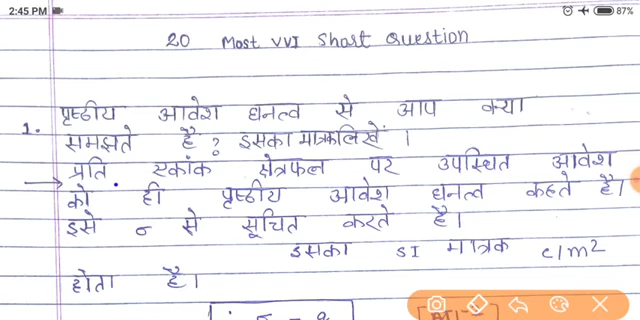 2:45 PM
87%
20 Most VVI Short Question
1. पृष्ठीय आवेश घनत्व से आप क्या
समझते है ? इसका मात्रक लिखें ।
→ प्रति एकांक क्षेत्रफल पर उपस्थित आवेश
को ही पृष्ठीय आवेश घनत्व कहते है।
इसे σ से सूचित करते है।
इसका SI मात्रक c/m2
होता है।